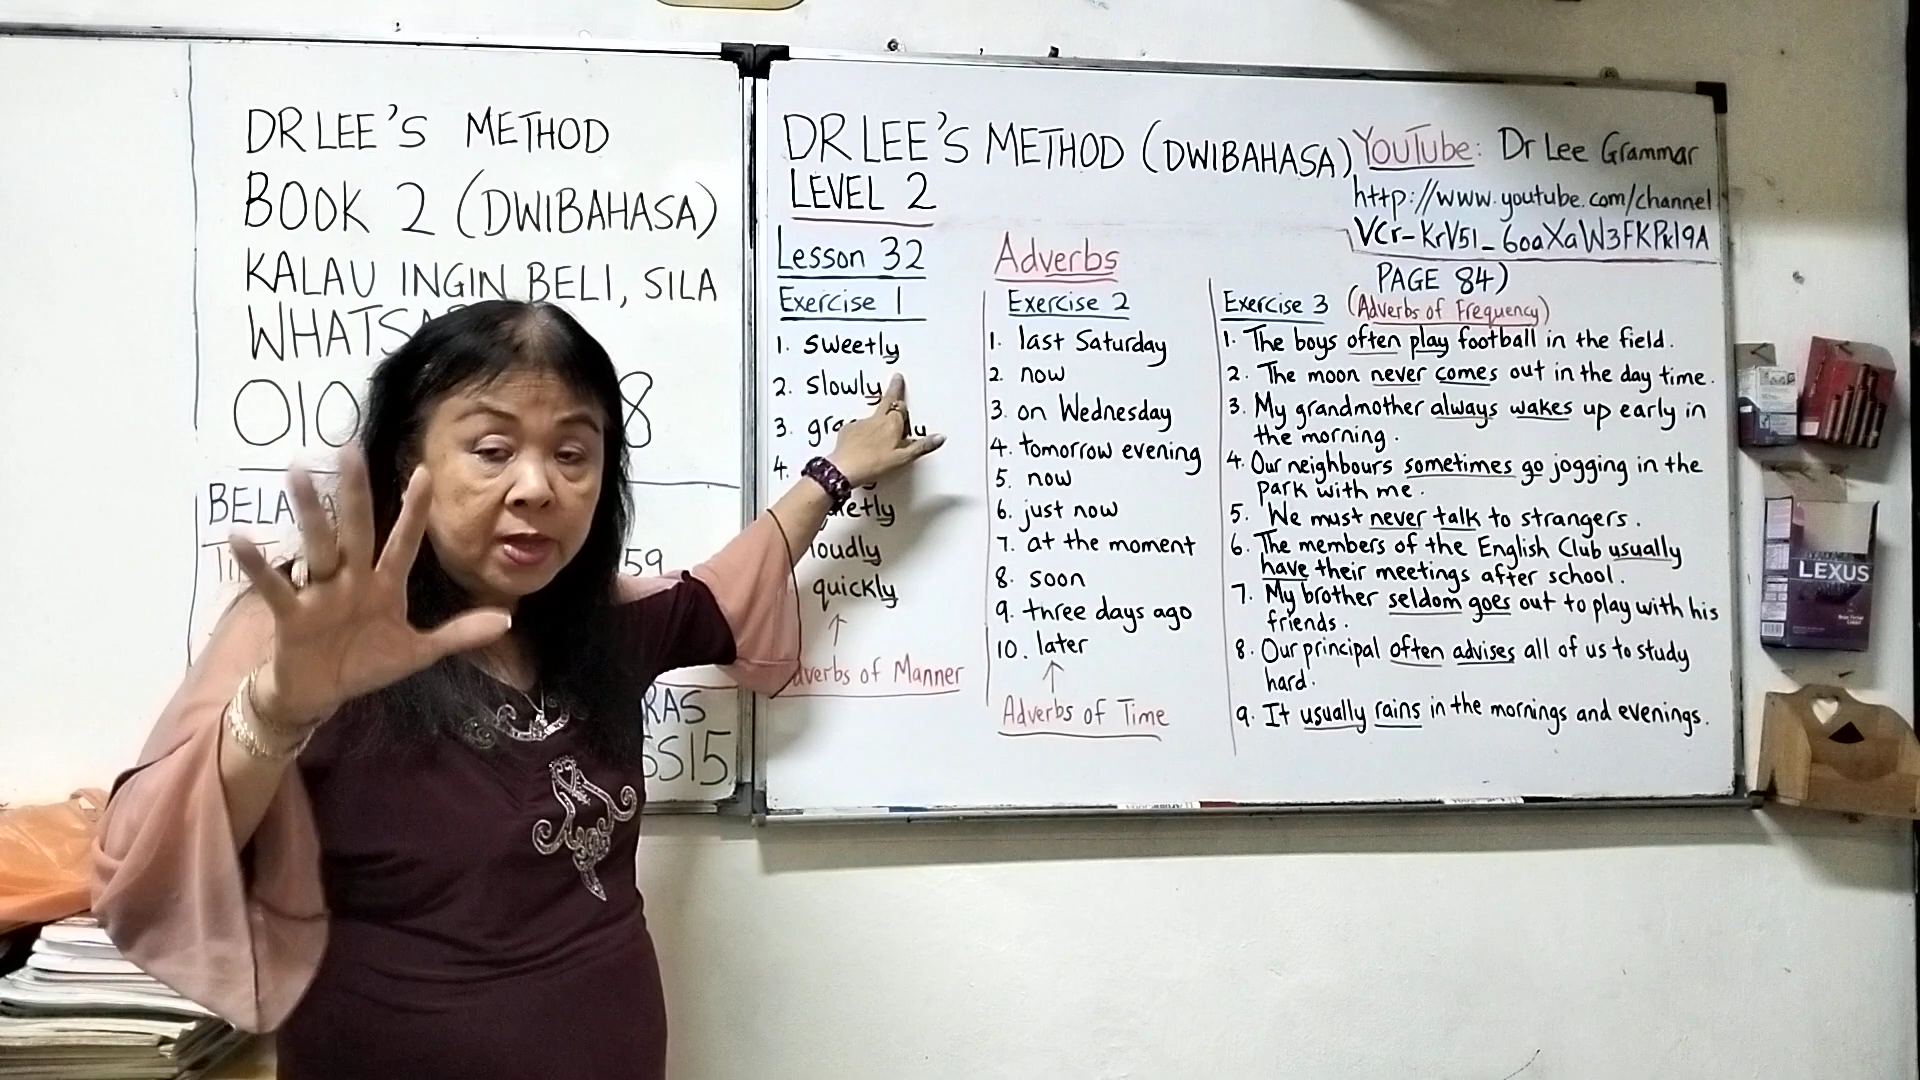 DR LEE'S METHOD
BOOK 2 (DWIBAHASA)
KALAU INGIN BELI, SILA
010
8
59
SS15
DR LEE'S METHOD (DWIBAHASA)
LEVEL 2
YouTube: Dr Lee Grammar
http://www.youtube.com/channel
VCr-KrV51_6oaXaW3FKPkl9A
PAGE 84)
Lesson 32
Adverbs
Exercise 1
1. sweetly
2. slowly
3.
4.
loudly
quickly
Adverbs of Manner
Exercise 2
1. last Saturday
2. now
3. on Wednesday
4. tomorrow evening
5. now
6. just now
7. at the moment
8. soon
9. three days ago
10. later
Adverbs of Time
Exercise 3 (Adverbs of Frequency)
1. The boys often play football in the field.
2. The moon never comes out in the day time.
3. My grandmother always wakes up early in
the morning.
4. Our neighbours sometimes go jogging in the
park with me.
5. We must never talk to strangers.
6. The members of the English Club usually
have their meetings after school.
7. My brother seldom goes out to play with his
friends.
8. Our principal often advises all of us to study
hard.
9. It usually rains in the mornings and evenings.
LEXUS